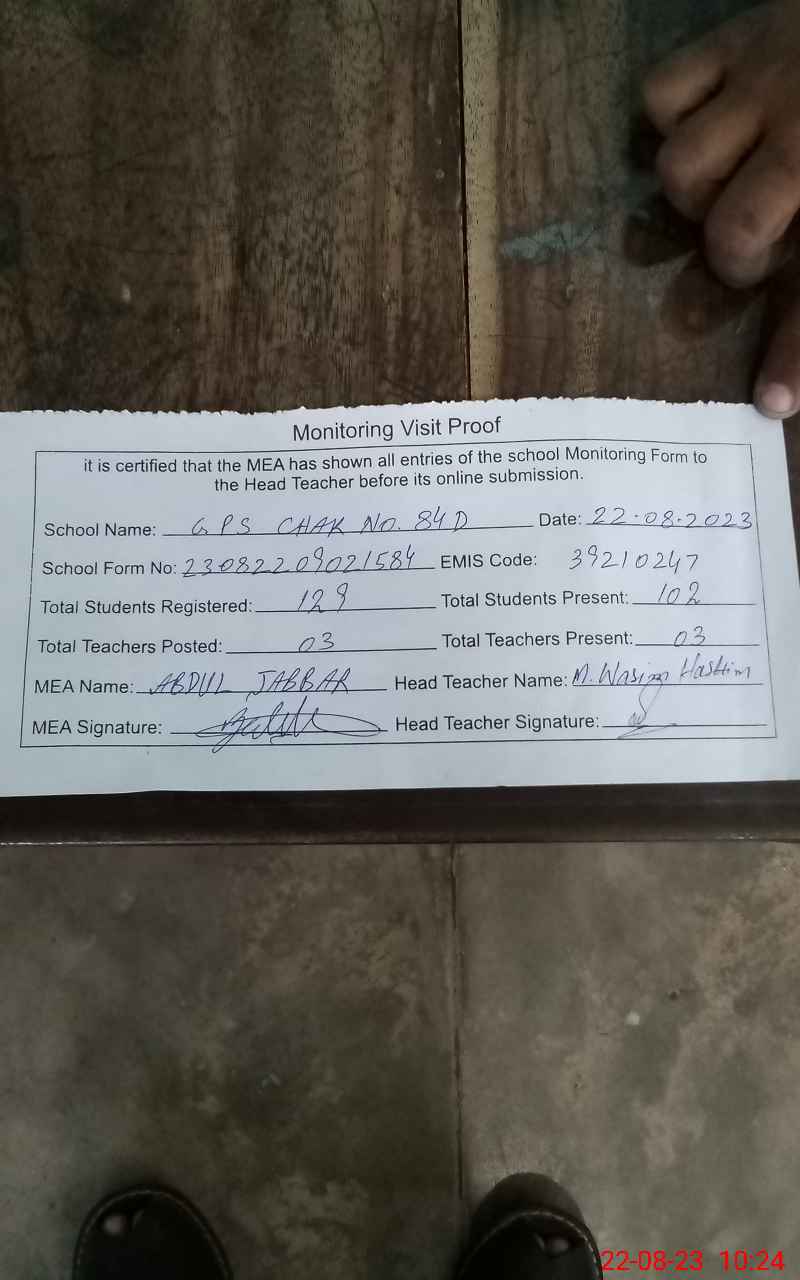 Monitoring Visit Proof
it is certified that the MEA has shown all entries of the school Monitoring Form to
the Head Teacher before its online submission.
School Name: G P S CHAK NO. 84 D Date: 22-08-2023
School Form No: 23082209021584 EMIS Code: 39210247
Total Students Registered: 129 Total Students Present: 102
Total Teachers Posted: 03 Total Teachers Present: 03
MEA Name: ABDUL JABBAR Head Teacher Name: M. Wasim Hashim
MEA Signature: Head Teacher Signature:
22-08-23 10:24